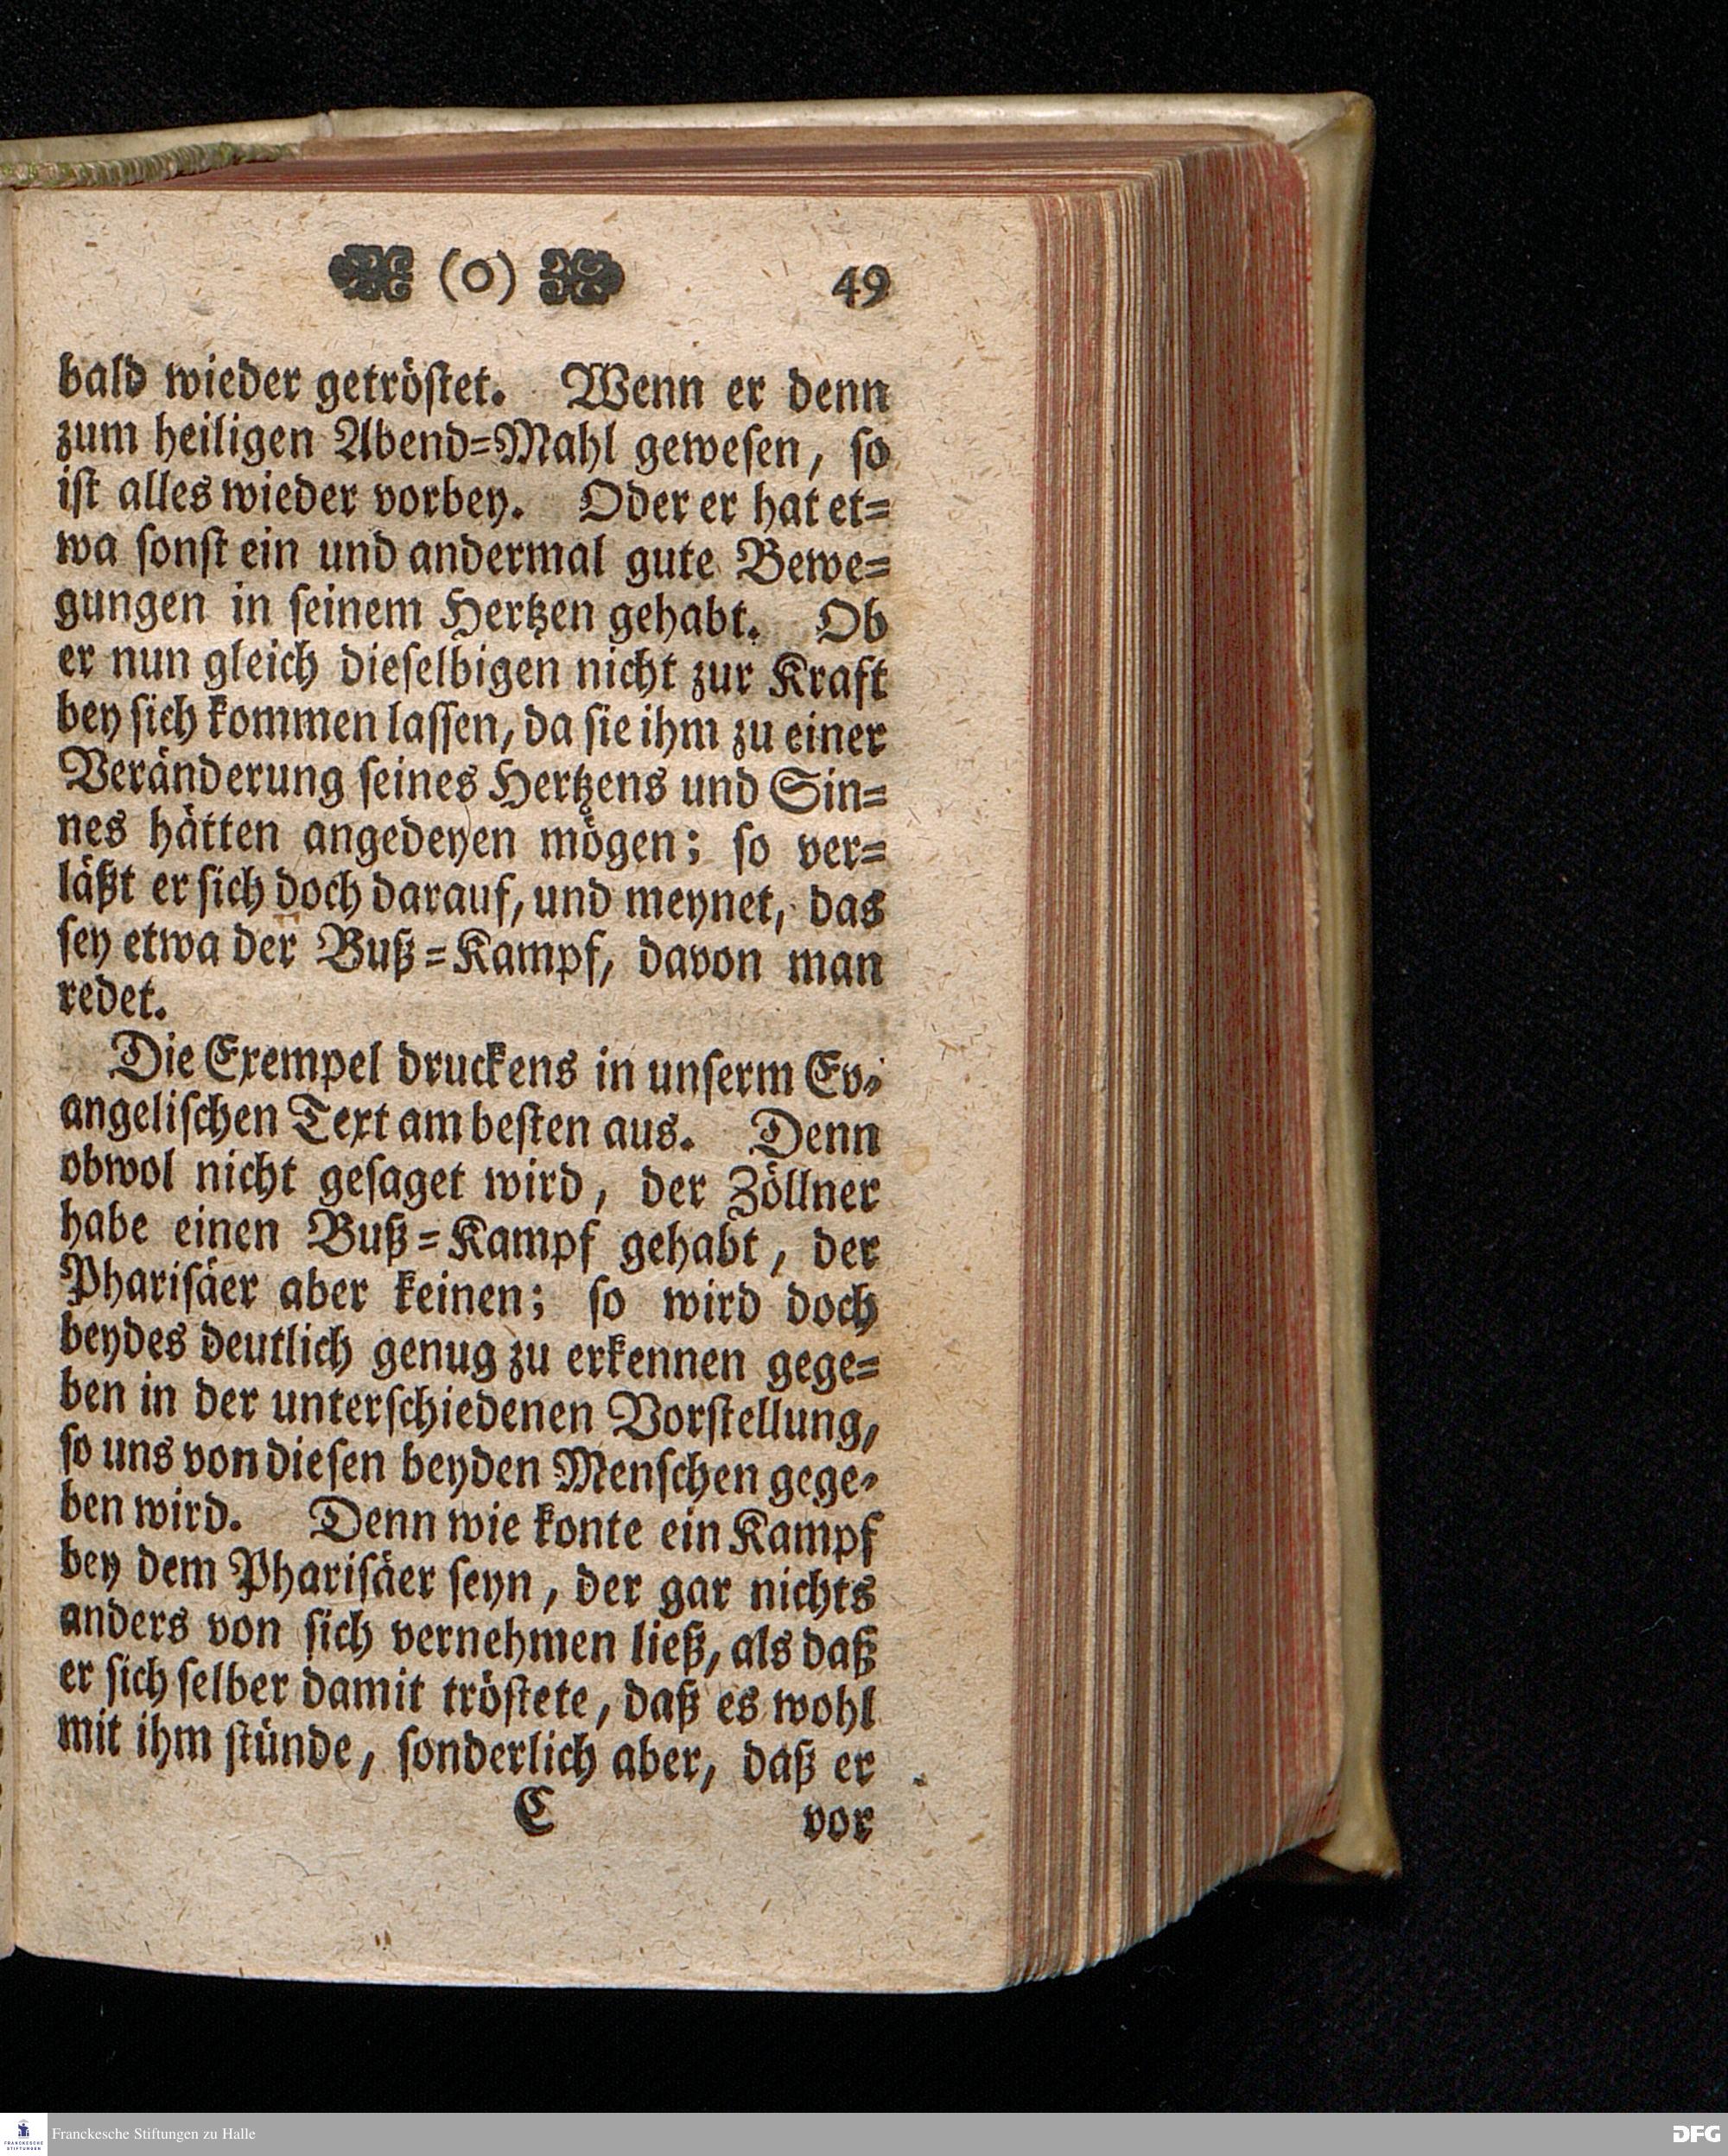 (o) 49
bald wieder getröſtet. Wenn er denn
zum heiligen Abend=Mahl geweſen, ſo
iſt alles wieder vorbey. Oder er hat et=
wa ſonſt ein und andermal gute Bewe=
gungen in ſeinem Hertzen gehabt. Ob
er nun gleich dieſelbigen nicht zur Kraft
bey ſich kommen laſſen, da ſie ihm zu einer
Veränderung ſeines Hertzens und Sin=
nes hätten angedeyen mögen; ſo ver=
läßt er ſich doch darauf, und meynet, das
ſey etwa der Buß=Kampf, davon man
redet.
Die Exempel druckens in unſerm Ev=
angeliſchen Text am beſten aus. Denn
obwol nicht geſaget wird, der Zöllner
habe einen Buß=Kampf gehabt, der
Phariſäer aber keinen; ſo wird doch
beydes deutlich genug zu erkennen gege=
ben in der unterſchiedenen Vorſtellung,
ſo uns von dieſen beyden Menſchen gege=
ben wird. Denn wie konte ein Kampf
bey dem Phariſäer ſeyn, der gar nichts
anders von ſich vernehmen ließ, als daß
er ſich ſelber damit tröſtete, daß es wohl
mit ihm ſtünde, ſonderlich aber, daß er
C vor
FRANCKESCHE STIFTUNGEN
Franckesche Stiftungen zu Halle
DFG